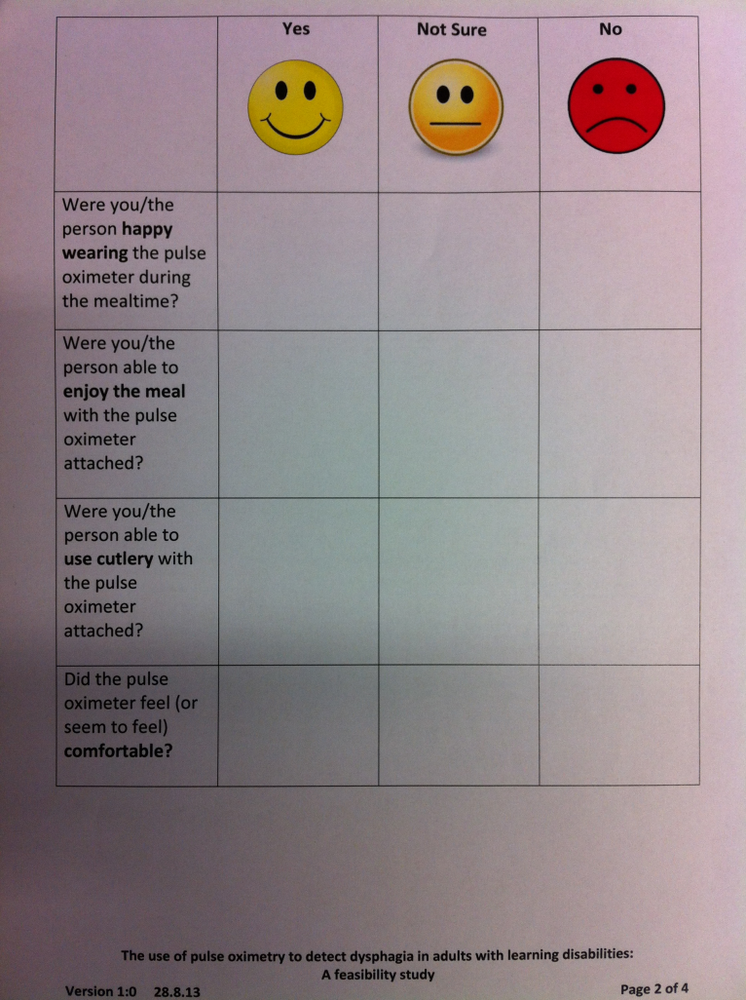 Yes Not Sure No
Were you/the
person happy
wearing the pulse
oximeter during
the mealtime?
Were you/the
person able to
enjoy the meal
with the pulse
oximeter
attached?
Were you/the
person able to
use cutlery with
the pulse
oximeter
attached?
Did the pulse
oximeter feel (or
seem to feel)
comfortable?
The use of pulse oximetry to detect dysphagia in adults with learning disabilities:
A feasibility study
Version 1:0 28.8.13 Page 2 of 4